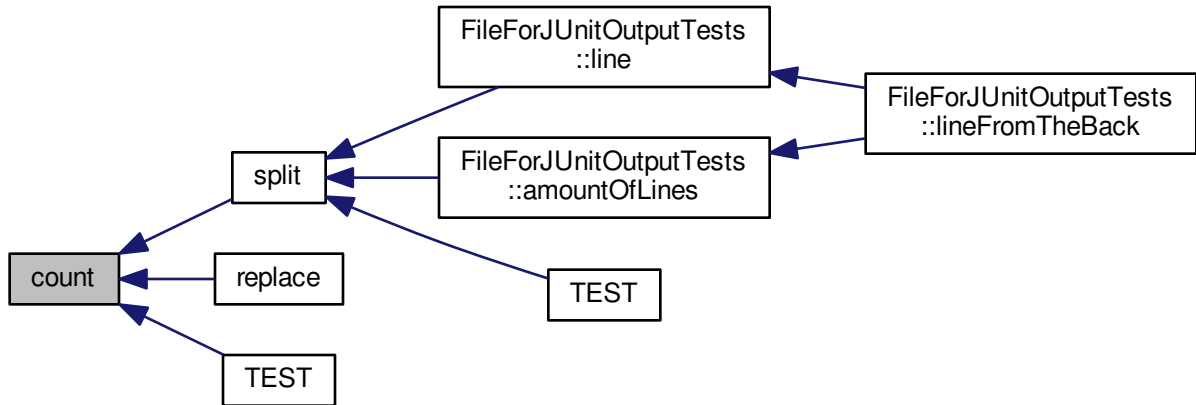 FileForJUnitOutputTests
::line
FileForJUnitOutputTests
::lineFromTheBack
split
FileForJUnitOutputTests
::amountOfLines
count
replace
TEST
TEST